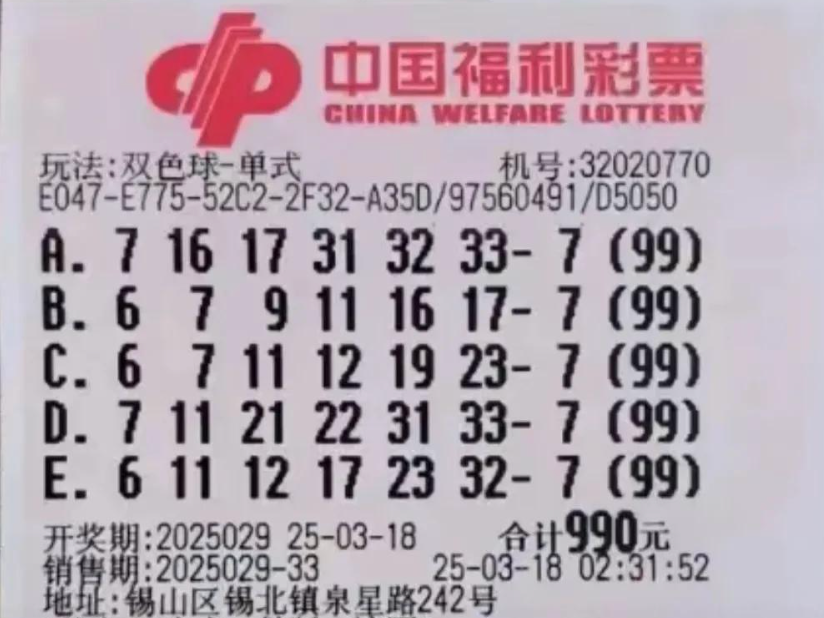 中国福利彩票
CHINA WELFARE LOTTERY
玩法:双色球-单式 机号:32020770
E047-E775-52C2-2F32-A35D/97560491/D5050
A. 7 16 17 31 32 33- 7 (99)
B. 6 7 9 11 16 17- 7 (99)
C. 6 7 11 12 19 23- 7 (99)
D. 7 11 21 22 31 33- 7 (99)
E. 6 11 12 17 23 32- 7 (99)
开奖期:2025029 25-03-18 合计990元
销售期:2025029-33 25-03-18 02:31:52
地址:锡山区锡北镇泉星路242号